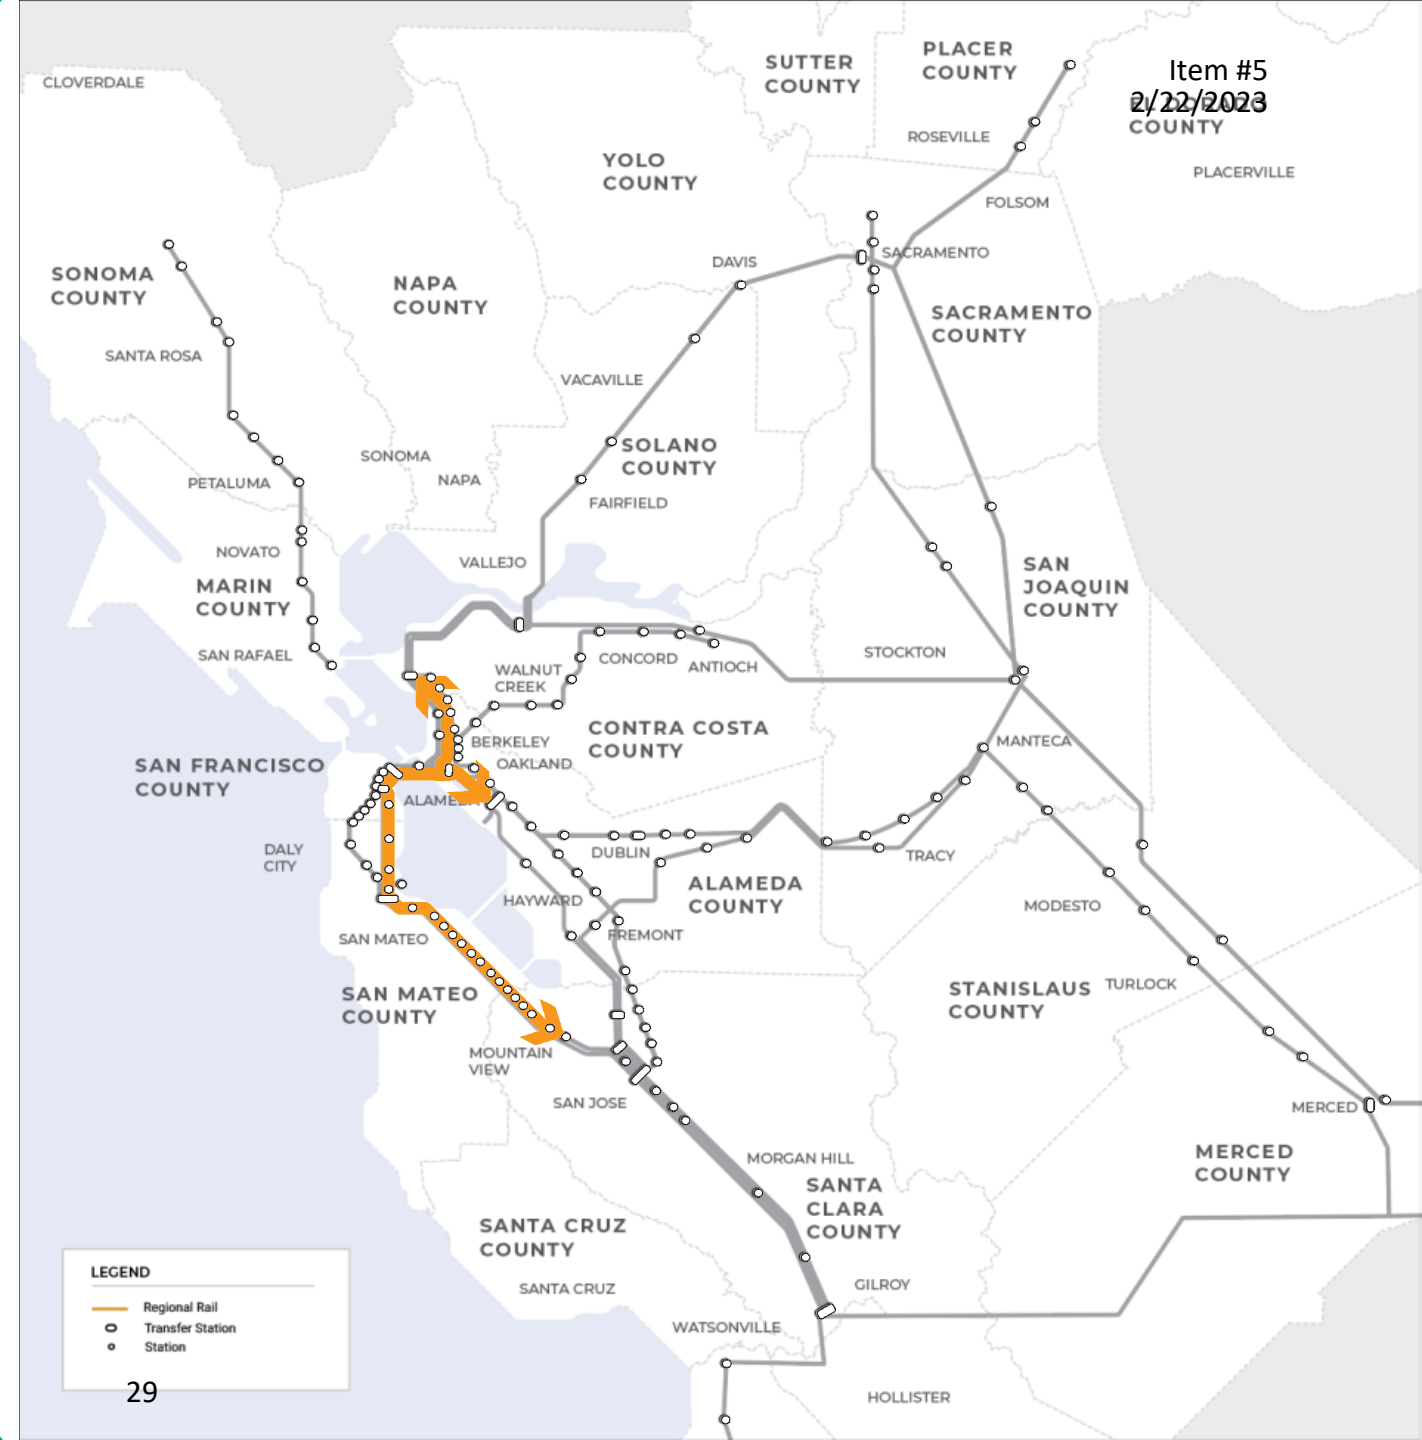 CLOVERDALE
SUTTER
COUNTY
PLACER
COUNTY
Item #5
2/22/2023
EL DORADO
COUNTY
ROSEVILLE
PLACERVILLE
YOLO
COUNTY
FOLSOM
SACRAMENTO
DAVIS
SONOMA
COUNTY
NAPA
COUNTY
SACRAMENTO
COUNTY
SANTA ROSA
VACAVILLE
SOLANO
COUNTY
SONOMA
NAPA
PETALUMA
FAIRFIELD
NOVATO
VALLEJO
MARIN
COUNTY
SAN
JOAQUIN
COUNTY
SAN RAFAEL
WALNUT
CREEK
CONCORD
ANTIOCH
STOCKTON
CONTRA COSTA
COUNTY
BERKELEY
OAKLAND
MANTECA
SAN FRANCISCO
COUNTY
ALAMEDA
DALY
CITY
DUBLIN
TRACY
ALAMEDA
COUNTY
HAYWARD
MODESTO
SAN MATEO
FREMONT
SAN MATEO
COUNTY
STANISLAUS
COUNTY
TURLOCK
MOUNTAIN
VIEW
SAN JOSE
MERCED
MORGAN HILL
MERCED
COUNTY
SANTA
CLARA
COUNTY
SANTA CRUZ
COUNTY
SANTA CRUZ
GILROY
WATSONVILLE
HOLLISTER
LEGEND
Regional Rail
Transfer Station
Station
29